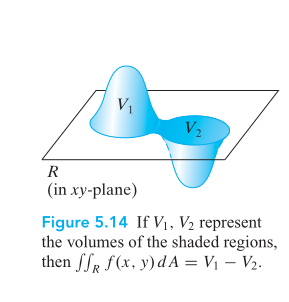 V₁
V₂
R
(in xy-plane)
Figure 5.14 If V₁, V₂ represent
the volumes of the shaded regions,
then ∫∫_R f(x, y) dA = V₁ − V₂.